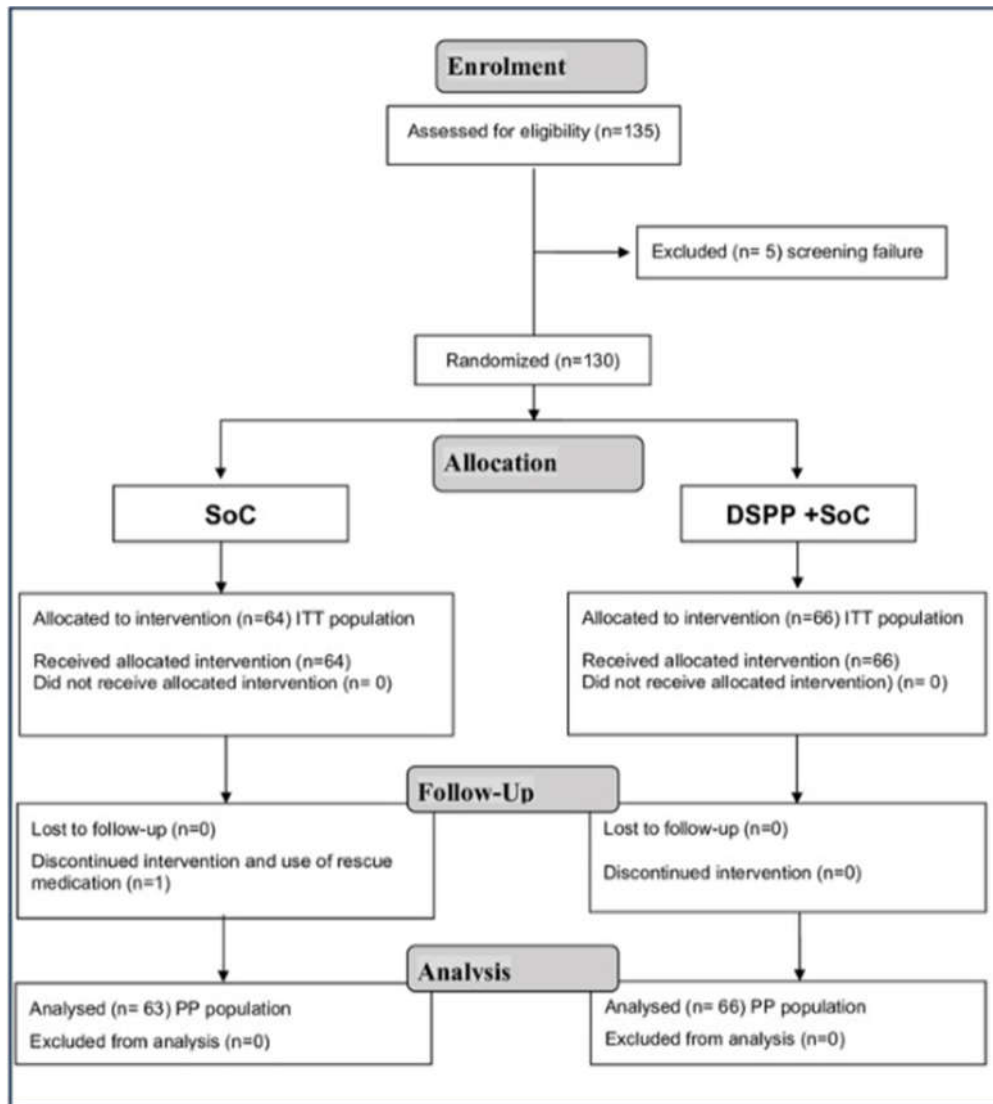 Enrolment
Assessed for eligibility (n=135)
Excluded (n= 5) screening failure
Randomized (n=130)
Allocation
SoC
DSPP +SoC
Allocated to intervention (n=64) ITT population
Received allocated intervention (n=64)
Did not receive allocated intervention (n= 0)
Allocated to intervention (n=66) ITT population
Received allocated intervention (n=66)
Did not receive allocated intervention) (n= 0)
Follow-Up
Lost to follow-up (n=0)
Discontinued intervention and use of rescue
medication (n=1)
Lost to follow-up (n=0)
Discontinued intervention (n=0)
Analysis
Analysed (n= 63) PP population
Excluded from analysis (n=0)
Analysed (n= 66) PP population
Excluded from analysis (n=0)